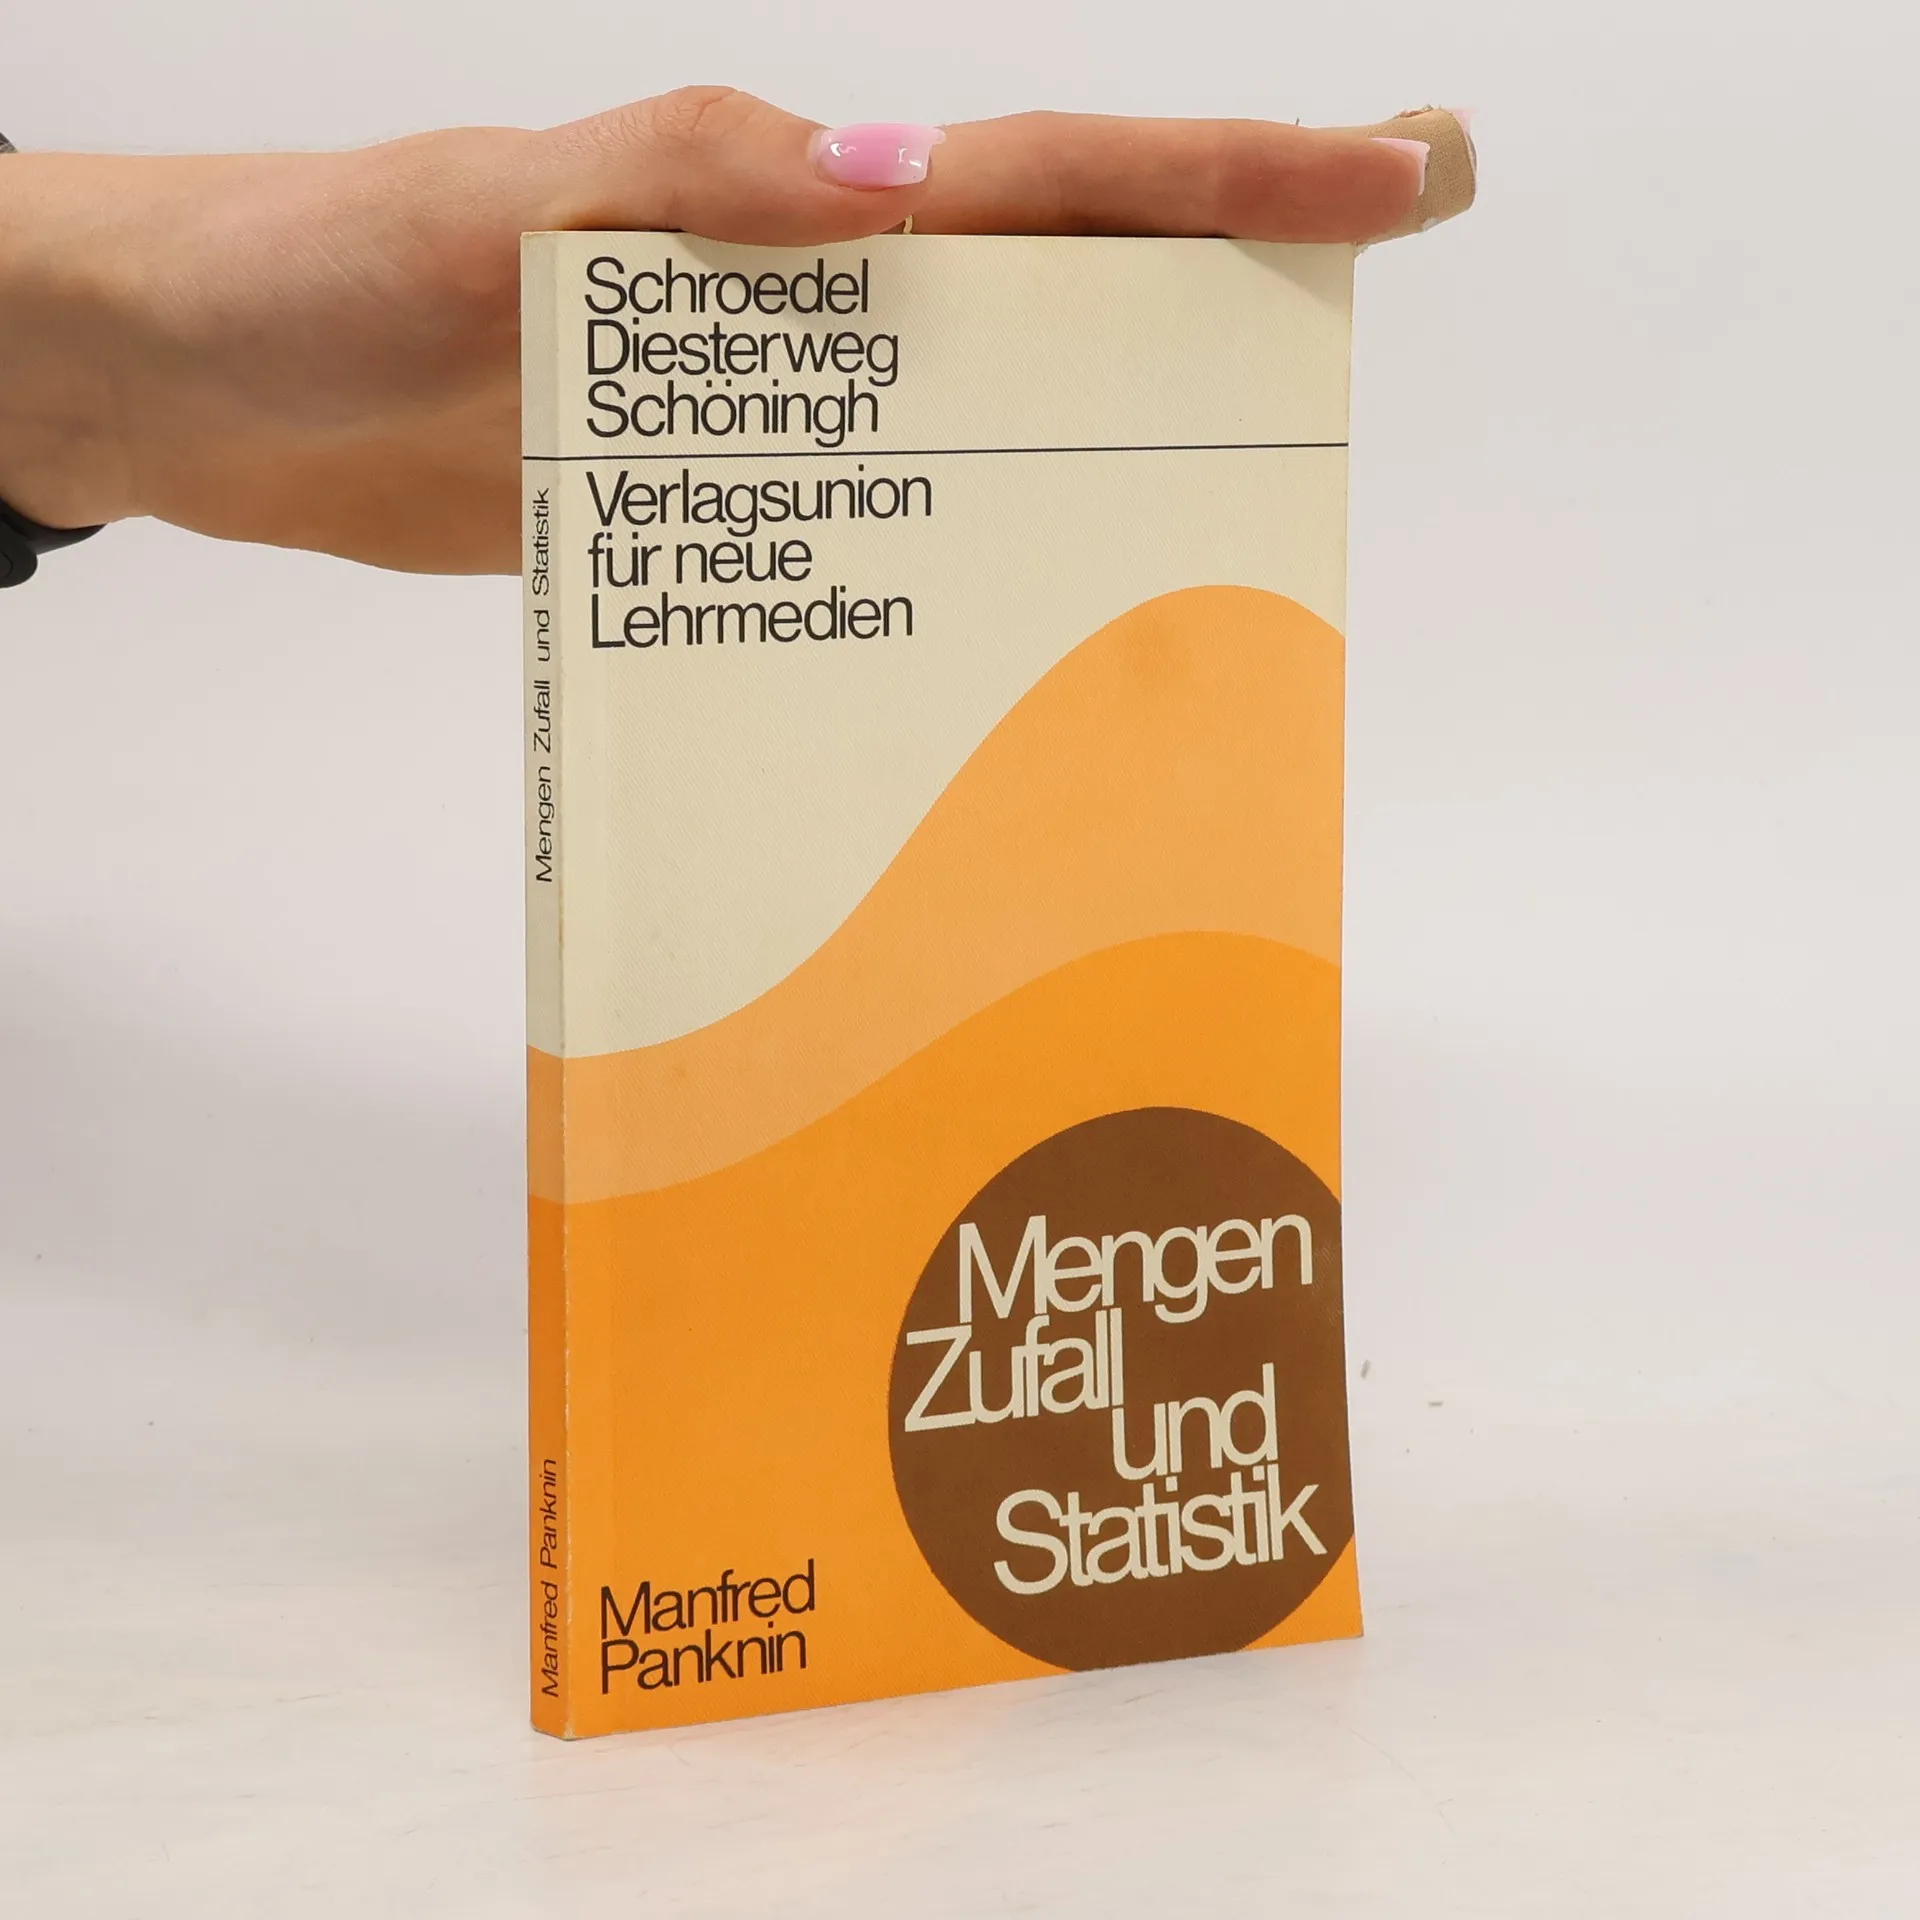 Schroedel
Diesterweg
Schöningh
Verlagsunion
für neue
Lehrmedien
Mengen
Zufall
und
Statistik
Manfred
Panknin
Mengen Zufall und Statistik
Manfred Panknin